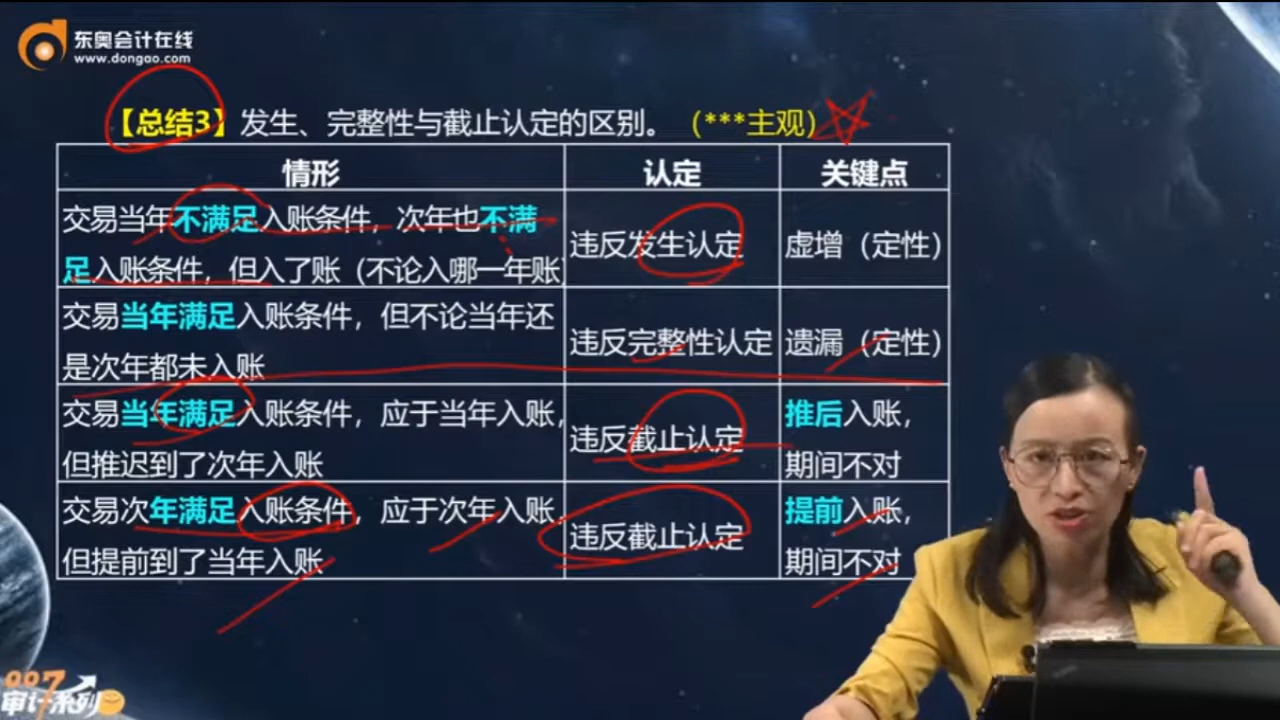 东奥会计在线
www.dongao.com
【总结3】发生、完整性与截止认定的区别。（***主观）
情形
认定
关键点
交易当年不满足入账条件，次年也不满
足入账条件，但入了账（不论入哪一年账）
违反发生认定
虚增（定性）
交易当年满足入账条件，但不论当年还
是次年都未入账
违反完整性认定
遗漏（定性）
交易当年满足入账条件，应于当年入账，
但推迟到了次年入账
违反截止认定
推后入账，
期间不对
交易次年满足入账条件，应于次年入账，
但提前到了当年入账
违反截止认定
提前入账，
期间不对
007
审计系列